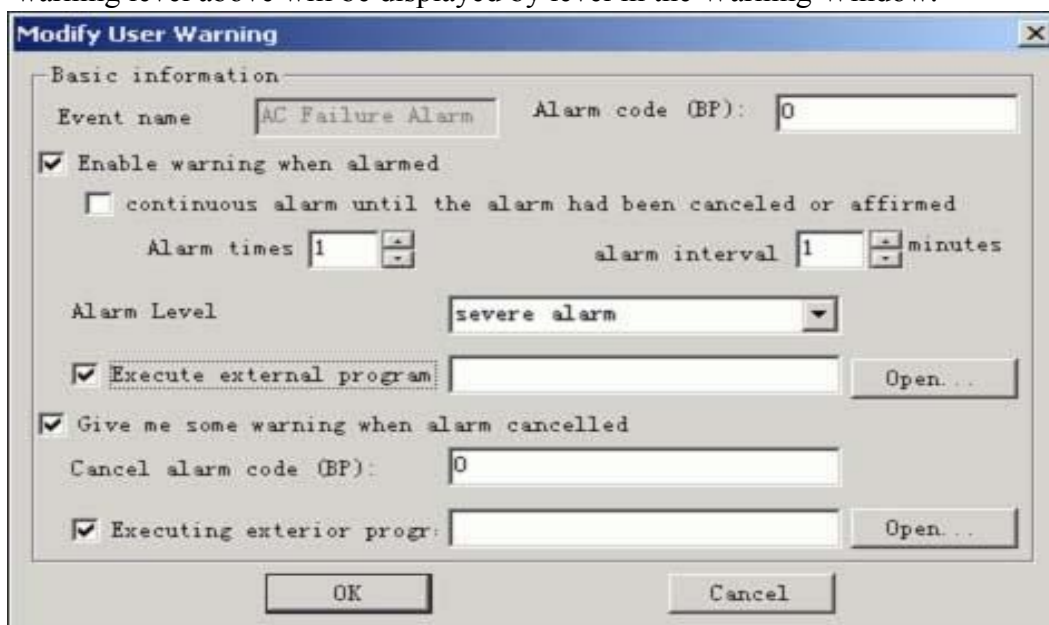 warning level above will be displayed by level in the Warning Window.
Modify User Warning
Basic information
Event name AC Failure Alarm Alarm code (BP): 0
Enable warning when alarmed
continuous alarm until the alarm had been canceled or affirmed
Alarm times 1 alarm interval 1 minutes
Alarm Level severe alarm
Execute external program Open...
Give me some warning when alarm cancelled
Cancel alarm code (BP): 0
Executing exterior progr Open...
OK Cancel